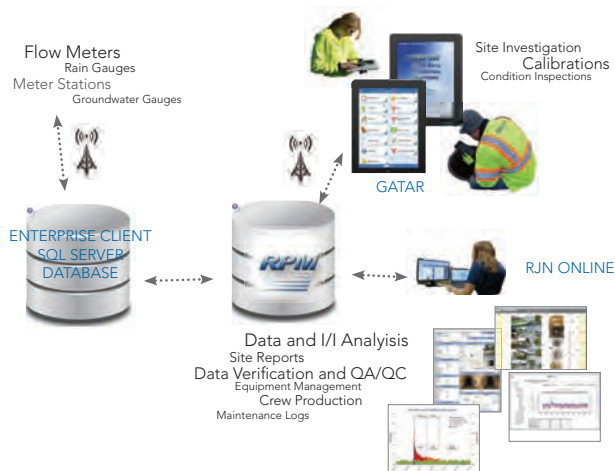 Flow Meters
Rain Gauges
Meter Stations
Groundwater Gauges
Site Investigation
Calibrations
Condition Inspections
GATAR
ENTERPRISE CLIENT
SQL SERVER
DATABASE
RPM
RJN ONLINE
Data and I/I Analyisis
Site Reports
Data Verification and QA/QC
Equipment Management
Crew Production
Maintenance Logs